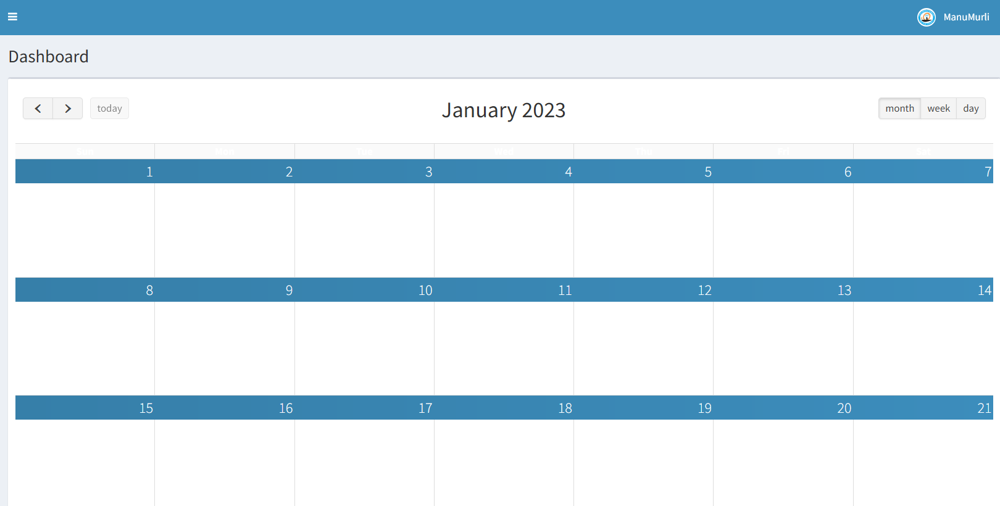 ManuMurli
Dashboard
today
January 2023
month week day
Sun Mon Tue Wed Thu Fri Sat
1 2 3 4 5 6 7
8 9 10 11 12 13 14
15 16 17 18 19 20 21